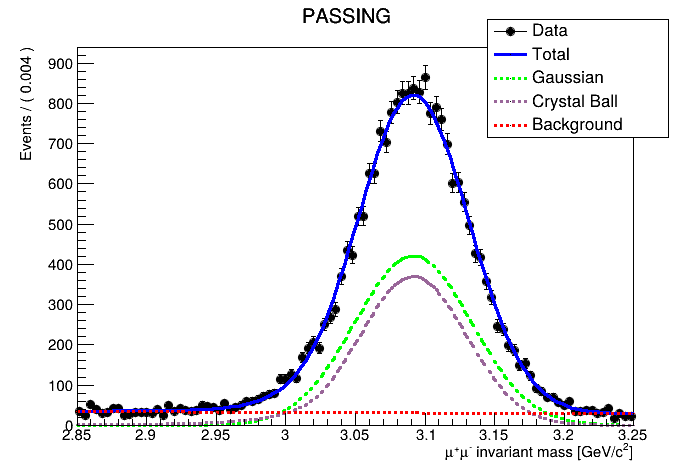 PASSING
Data
Total
Gaussian
Crystal Ball
Background
Events / ( 0.004 )
900
800
700
600
500
400
300
200
100
0
2.85 2.9 2.95 3 3.05 3.1 3.15 3.2 3.25
μ⁺μ⁻ invariant mass [GeV/c²]